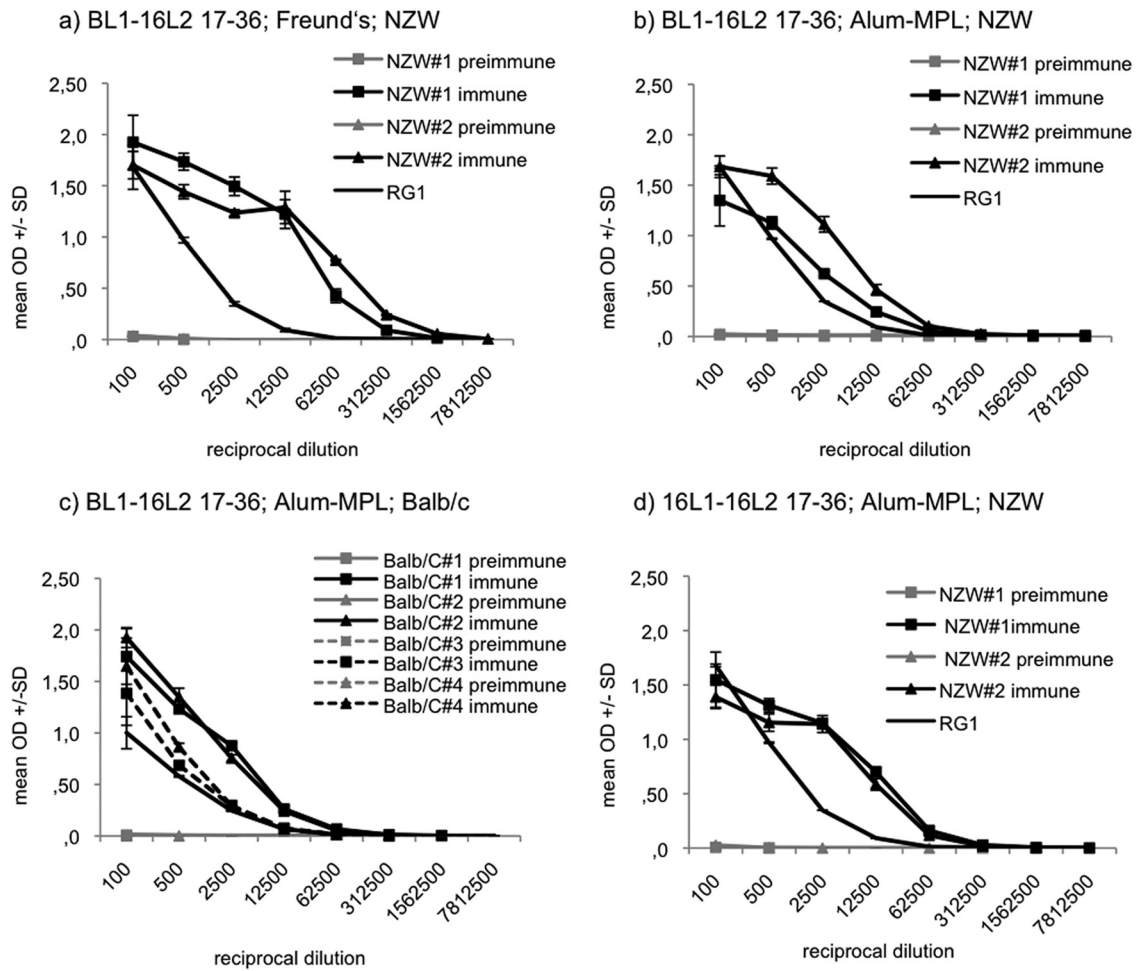 a) BL1-16L2 17-36; Freund‘s; NZW
NZW#1 preimmune
NZW#1 immune
NZW#2 preimmune
NZW#2 immune
RG1
2,50
2,0
1,50
1,0
,50
,0
mean OD +/- SD
100
500
2500
12500
62500
312500
1562500
7812500
reciprocal dilution
b) BL1-16L2 17-36; Alum-MPL; NZW
NZW#1 preimmune
NZW#1 immune
NZW#2 preimmune
NZW#2 immune
RG1
2,50
2,0
1,50
1,0
,50
,0
mean OD +/- SD
100
500
2500
12500
62500
312500
1562500
7812500
reciprocal dilution
c) BL1-16L2 17-36; Alum-MPL; Balb/c
Balb/C#1 preimmune
Balb/C#1 immune
Balb/C#2 preimmune
Balb/C#2 immune
Balb/C#3 preimmune
Balb/C#3 immune
Balb/C#4 preimmune
Balb/C#4 immune
2,50
2,0
1,50
1,0
,50
,0
mean OD +/-SD
100
500
2500
12500
62500
312500
1562500
7812500
reciprocal dilution
d) 16L1-16L2 17-36; Alum-MPL; NZW
NZW#1 preimmune
NZW#1immune
NZW#2 preimmune
NZW#2 immune
RG1
2,50
2,0
1,50
1,0
,50
,0
mean OD +/- SD
100
500
2500
12500
62500
312500
1562500
7812500
reciprocal dilution